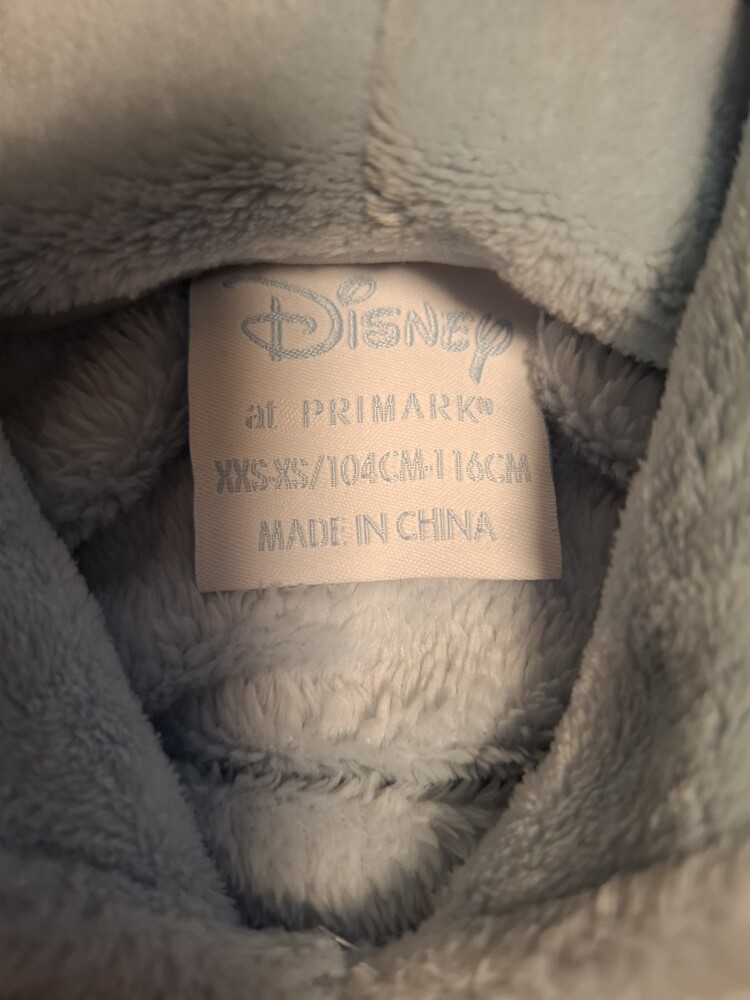 Disney
at PRIMARK®
XXS-XS/104CM-116CM
MADE IN CHINA